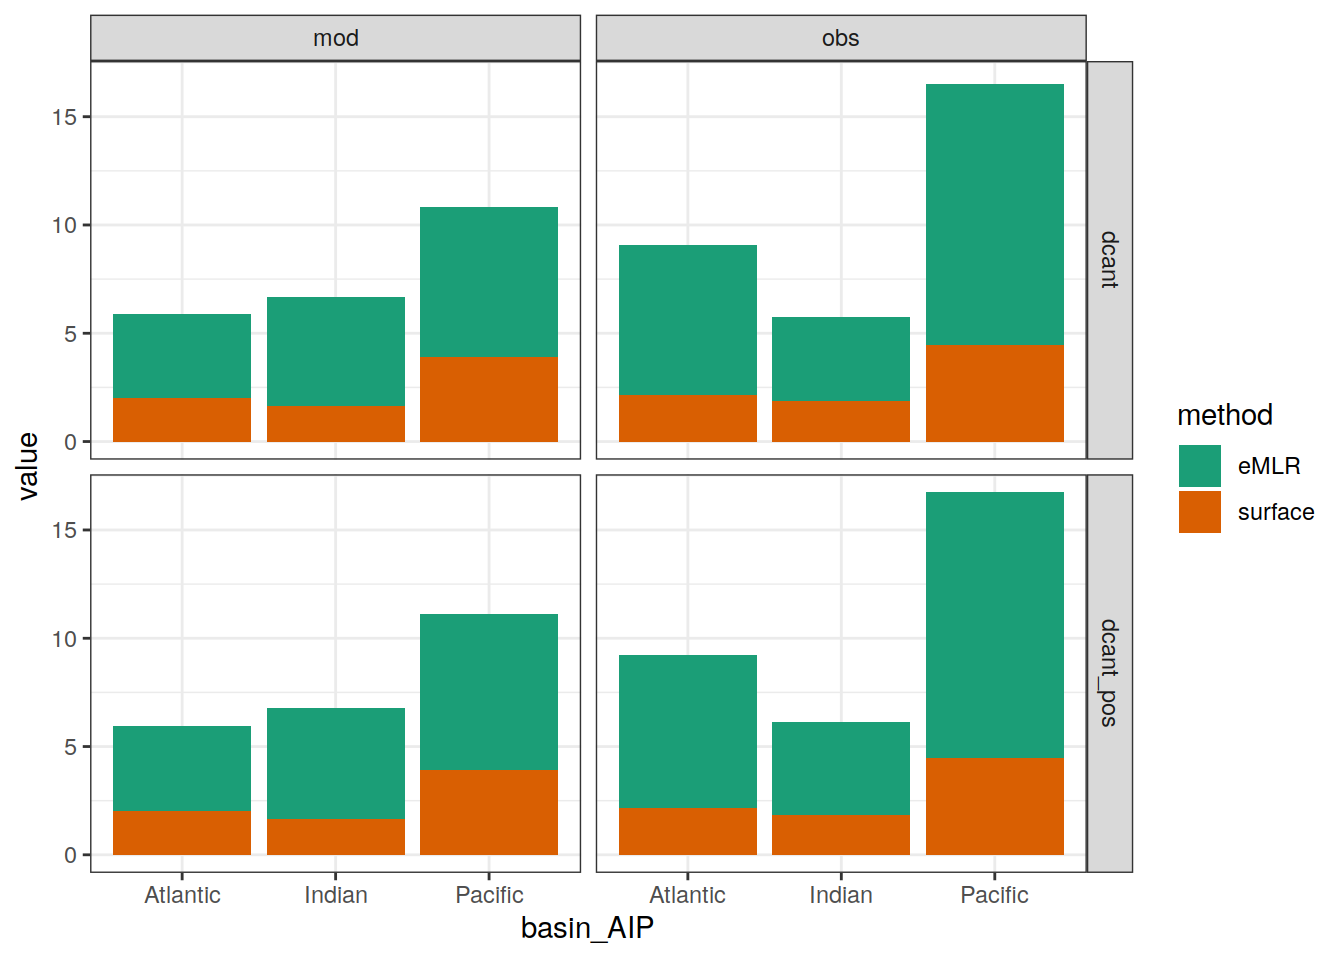 mod
obs
15
10
5
0
dcant
15
10
5
0
dcant_pos
value
Atlantic
Indian
Pacific
Atlantic
Indian
Pacific
basin_AIP
method
eMLR
surface